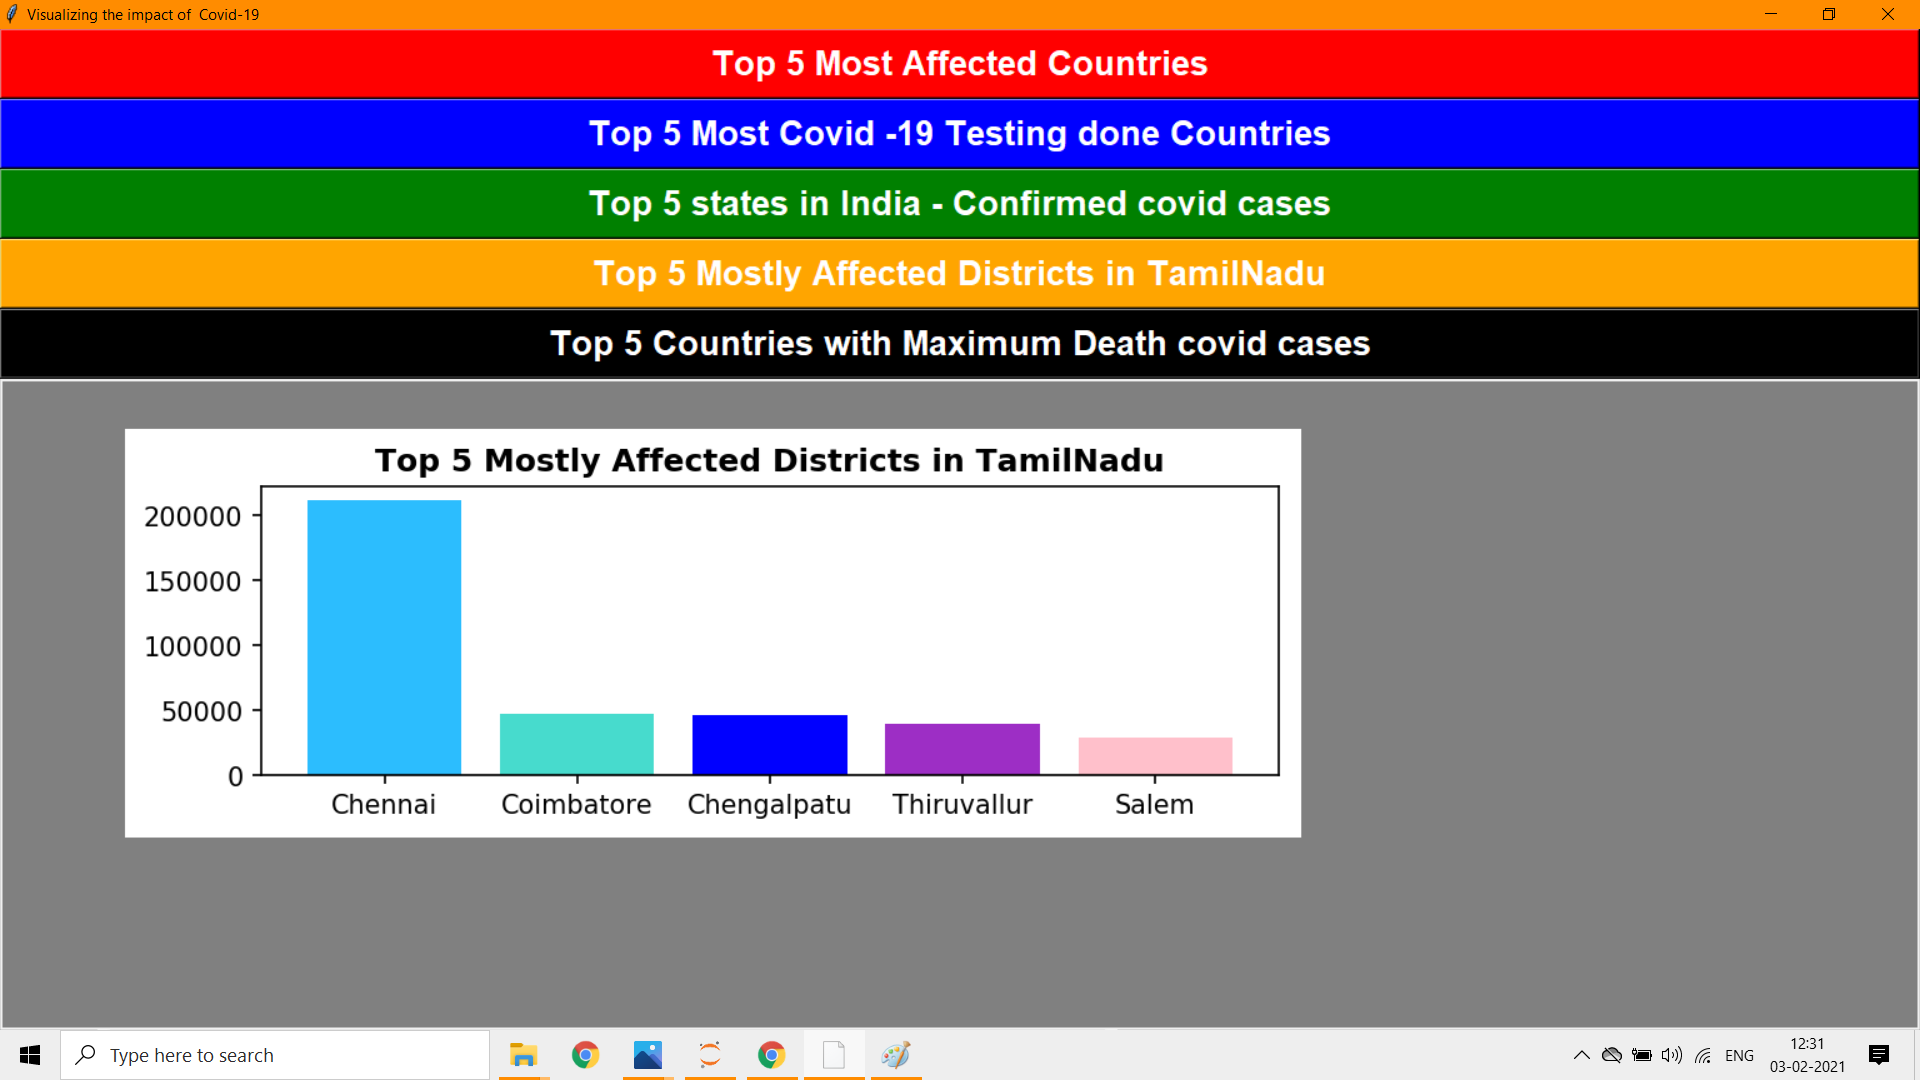 Visualizing the impact of  Covid-19
Top 5 Most Affected Countries
Top 5 Most Covid -19 Testing done Countries
Top 5 states in India - Confirmed covid cases
Top 5 Mostly Affected Districts in TamilNadu
Top 5 Countries with Maximum Death covid cases
Top 5 Mostly Affected Districts in TamilNadu
200000
150000
100000
50000
0
Chennai Coimbatore Chengalpatu Thiruvallur Salem
Type here to search
ENG
12:31
03-02-2021